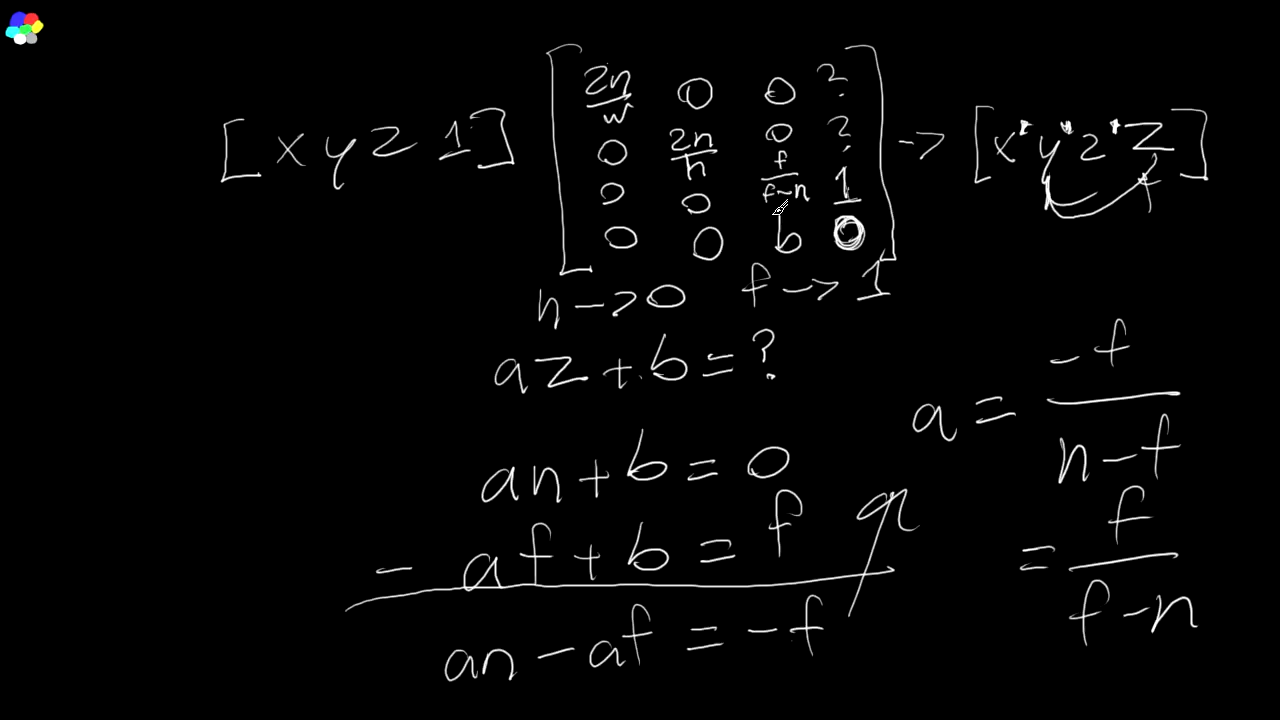 [x y z 1] [2n/w 0 0 ? -> [x' y' z' z]
0 2n/h 0 ?
0 0 f/f-n 1
0 0 b 0]
n -> 0 f -> 1
az + b = ?
a = -f/n-f
an + b = 0
- af + b = f
= f/f-n
an - af = -f